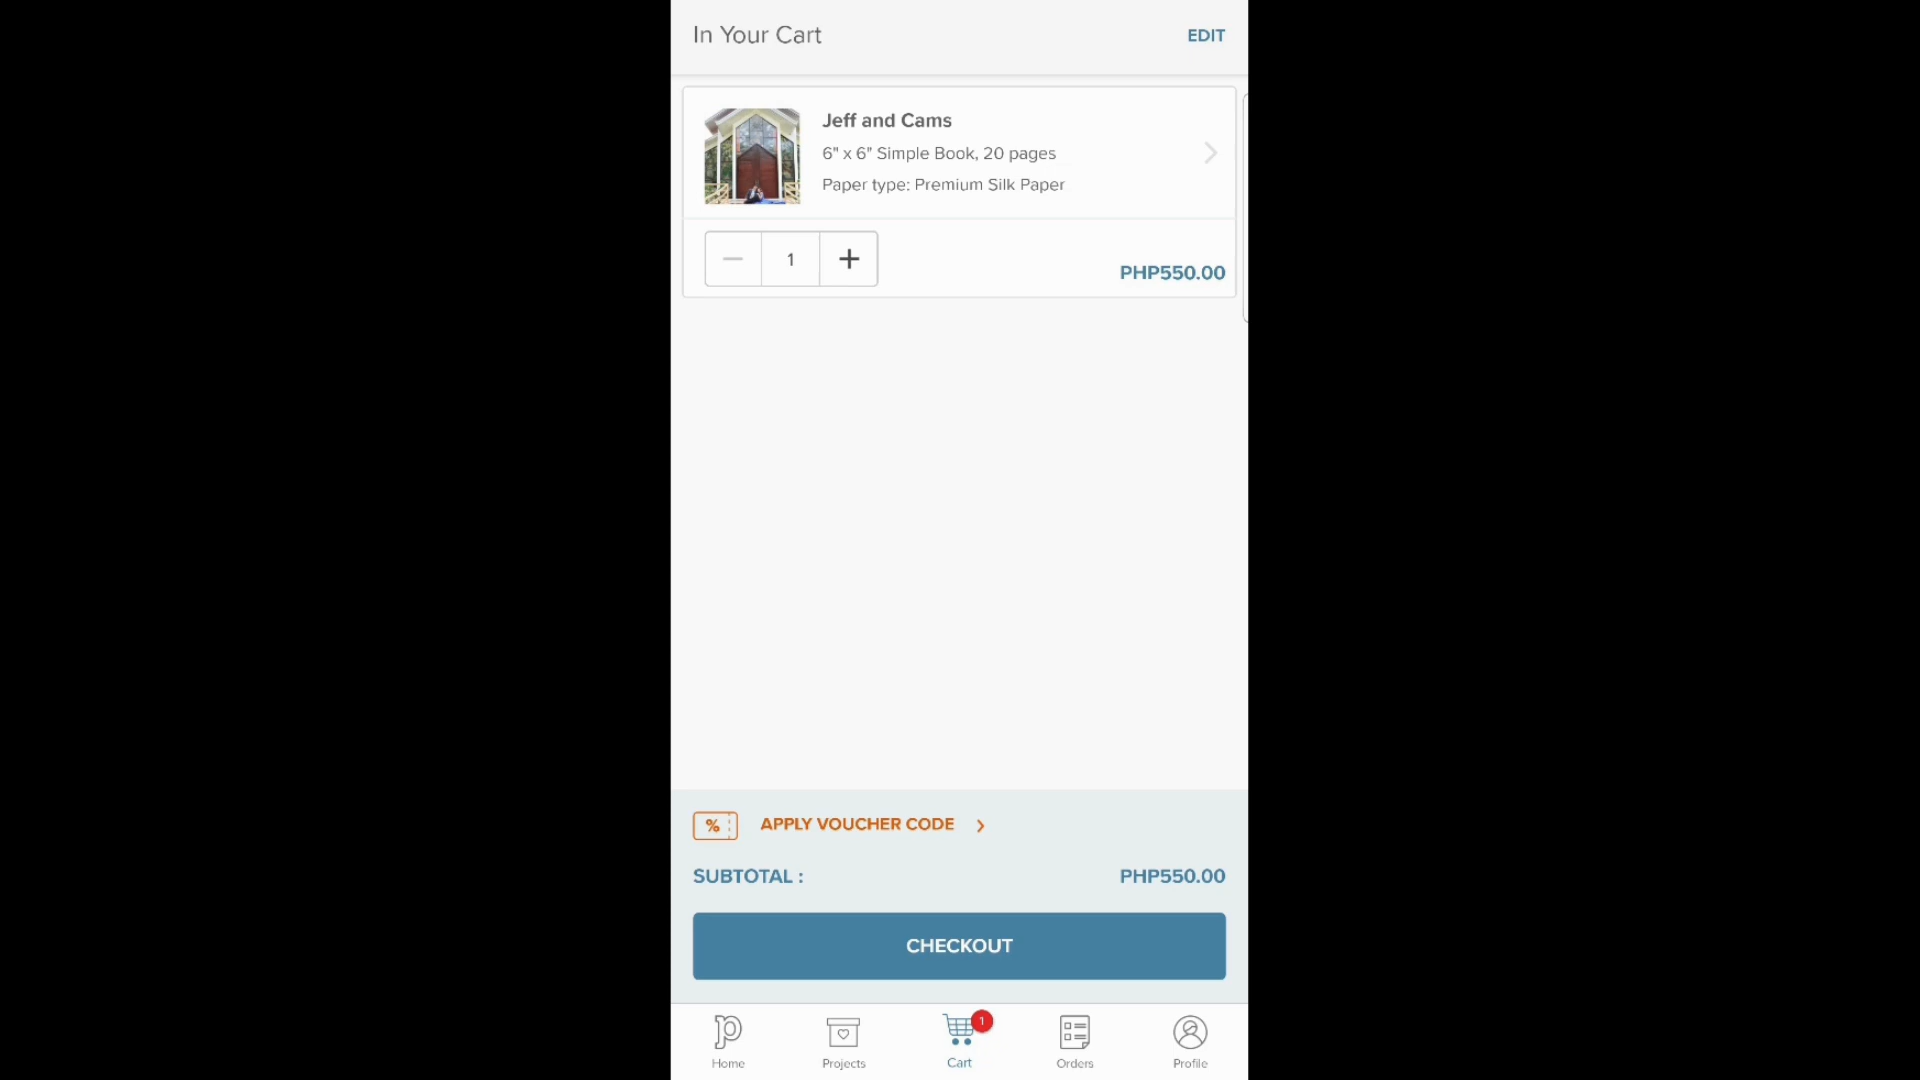 In Your Cart
EDIT
Jeff and Cams
6" x 6" Simple Book, 20 pages
Paper type: Premium Silk Paper
1
PHP550.00
%
APPLY VOUCHER CODE
SUBTOTAL :
PHP550.00
CHECKOUT
1
Home
Projects
Cart
Orders
Profile